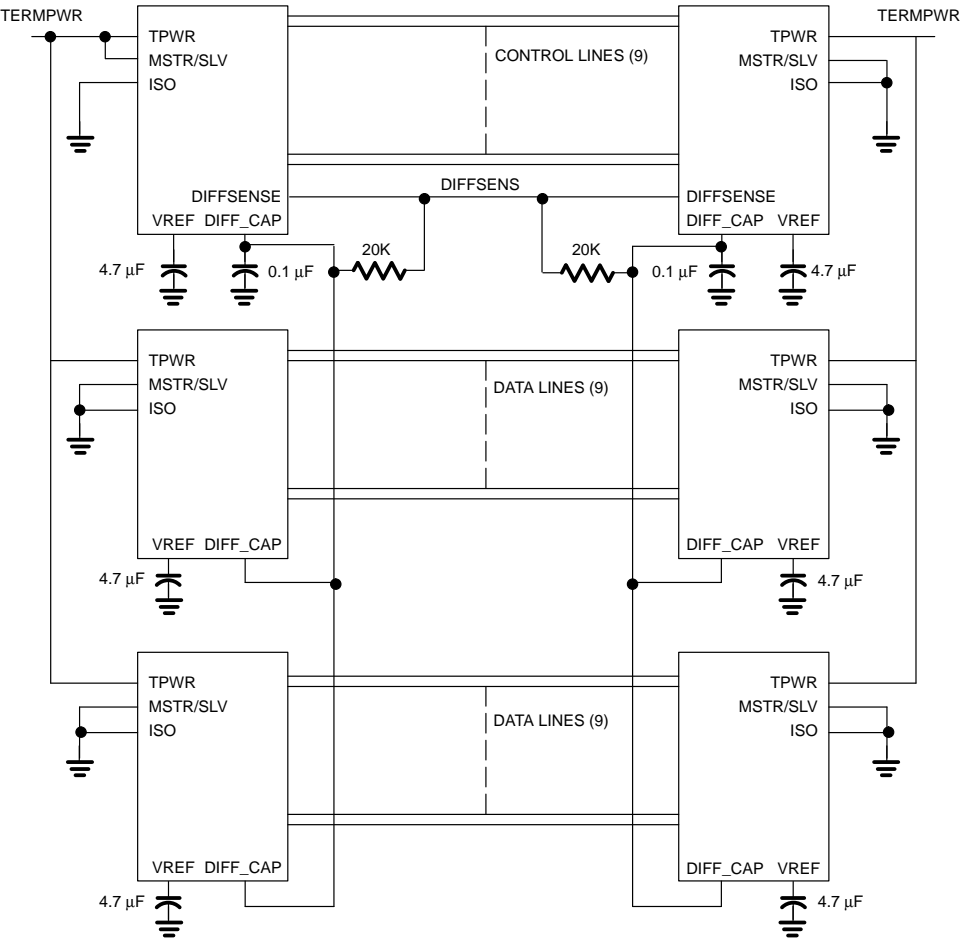 TERMPWR TERMPWR
TPWR TPWR
MSTR/SLV CONTROL LINES (9) MSTR/SLV
ISO ISO
DIFFSENSE DIFFSENS DIFFSENSE
VREF DIFF_CAP DIFF_CAP VREF
20K 20K
4.7 μF 0.1 μF 0.1 μF 4.7 μF
TPWR TPWR
MSTR/SLV DATA LINES (9) MSTR/SLV
ISO ISO
VREF DIFF_CAP DIFF_CAP VREF
4.7 μF 4.7 μF
TPWR TPWR
MSTR/SLV DATA LINES (9) MSTR/SLV
ISO ISO
VREF DIFF_CAP DIFF_CAP VREF
4.7 μF 4.7 μF